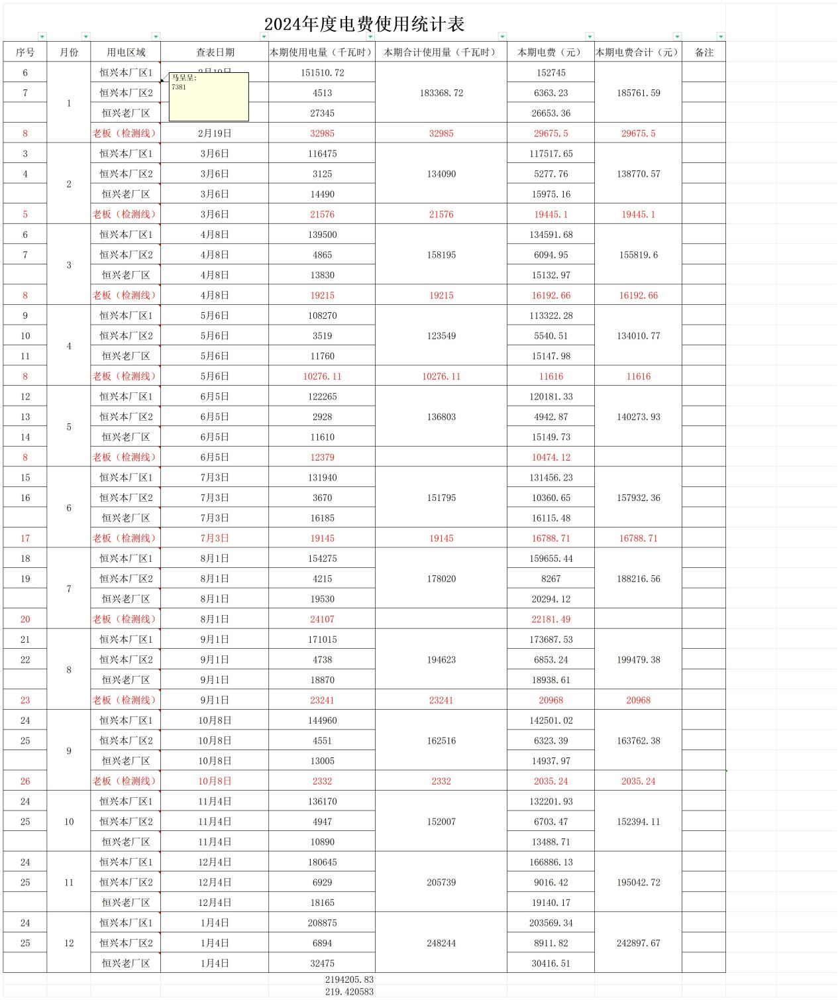 2024年度电费使用统计表
序号 月份 用电区域 查表日期 本期使用电量（千瓦时） 本期合计使用量（千瓦时） 本期电费（元） 本期电费合计（元） 备注
6 1 恒兴本厂区1 2月19日 151510.72 183368.72 152745 185761.59
马呈呈:
7381
7 恒兴本厂区2 4513 6363.23
恒兴老厂区 27345 26653.36
8 老板（检测线） 2月19日 32985 32985 29675.5 29675.5
3 2 恒兴本厂区1 3月6日 116475 134090 117517.65 138770.57
4 恒兴本厂区2 3月6日 3125 5277.76
恒兴老厂区 3月6日 14490 15975.16
5 老板（检测线） 3月6日 21576 21576 19445.1 19445.1
6 3 恒兴本厂区1 4月8日 139500 158195 134591.68 155819.6
7 恒兴本厂区2 4月8日 4865 6094.95
恒兴老厂区 4月8日 13830 15132.97
8 老板（检测线） 4月8日 19215 19215 16192.66 16192.66
9 4 恒兴本厂区1 5月6日 108270 123549 113322.28 134010.77
10 恒兴本厂区2 5月6日 3519 5540.51
11 恒兴老厂区 5月6日 11760 15147.98
8 老板（检测线） 5月6日 10276.11 10276.11 11616 11616
12 5 恒兴本厂区1 6月5日 122265 136803 120181.33 140273.93
13 恒兴本厂区2 6月5日 2928 4942.87
14 恒兴老厂区 6月5日 11610 15149.73
8 老板（检测线） 6月5日 12379 10474.12
15 6 恒兴本厂区1 7月3日 131940 151795 131456.23 157932.36
16 恒兴本厂区2 7月3日 3670 10360.65
恒兴老厂区 7月3日 16185 16115.48
17 老板（检测线） 7月3日 19145 19145 16788.71 16788.71
18 7 恒兴本厂区1 8月1日 154275 178020 159655.44 188216.56
19 恒兴本厂区2 8月1日 4215 8267
恒兴老厂区 8月1日 19530 20294.12
20 老板（检测线） 8月1日 24107 22181.49
21 8 恒兴本厂区1 9月1日 171015 194623 173687.53 199479.38
22 恒兴本厂区2 9月1日 4738 6853.24
恒兴老厂区 9月1日 18870 18938.61
23 老板（检测线） 9月1日 23241 23241 20968 20968
24 9 恒兴本厂区1 10月8日 144960 162516 142501.02 163762.38
25 恒兴本厂区2 10月8日 4551 6323.39
恒兴老厂区 10月8日 13005 14937.97
26 老板（检测线） 10月8日 2332 2332 2035.24 2035.24
24 10 恒兴本厂区1 11月4日 136170 152007 132201.93 152394.11
25 恒兴本厂区2 11月4日 4947 6703.47
恒兴老厂区 11月4日 10890 13488.71
24 11 恒兴本厂区1 12月4日 180645 205739 166886.13 195042.72
25 恒兴本厂区2 12月4日 6929 9016.42
恒兴老厂区 12月4日 18165 19140.17
24 12 恒兴本厂区1 1月4日 208875 248244 203569.34 242897.67
25 恒兴本厂区2 1月4日 6894 8911.82
恒兴老厂区 1月4日 32475 30416.51
2194205.83
219.420583